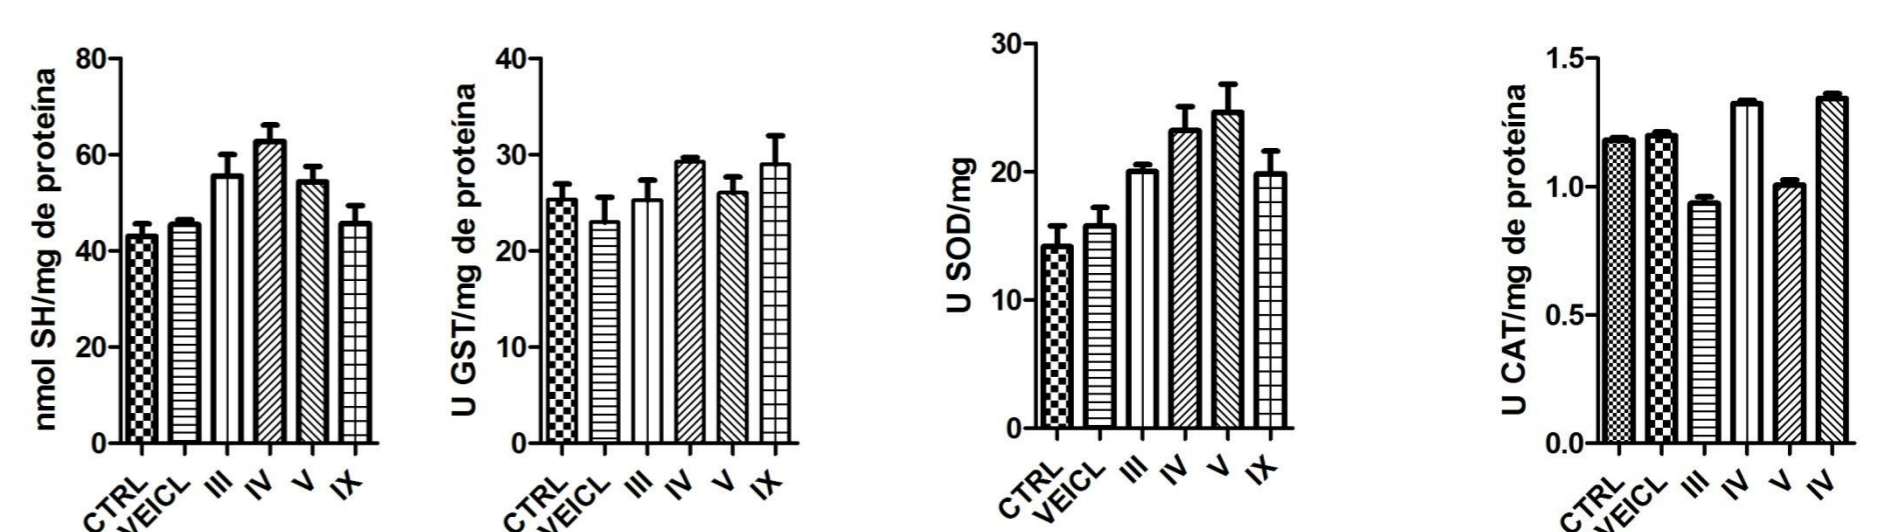 nmol SH/mg de proteína
80
60
40
20
0
CTRL
VEICL
III
IV
V
IX
U GST/mg de proteína
40
30
20
10
0
CTRL
VEICL
III
IV
V
IX
U SOD/mg
30
20
10
0
CTRL
VEICL
III
IV
V
IX
U CAT/mg de proteína
1.5
1.0
0.5
0.0
CTRL
VEICL
III
IV
V
IV